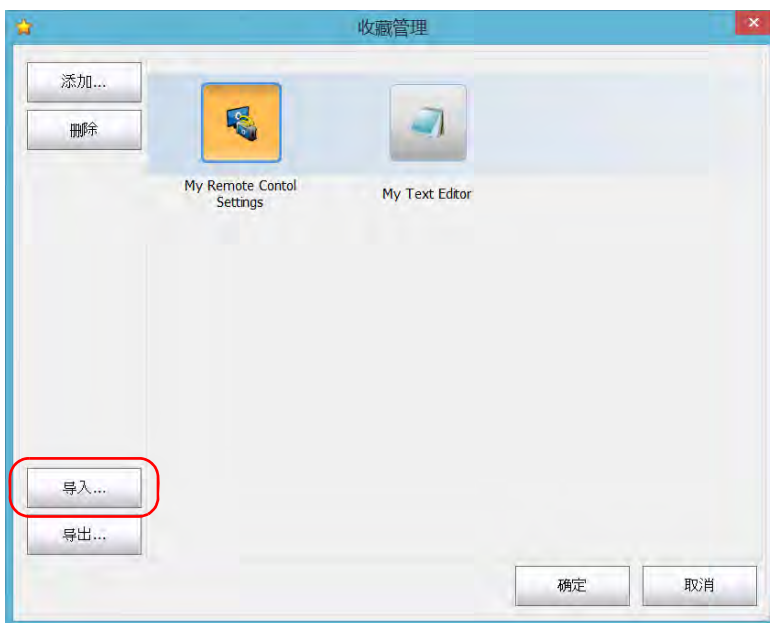 收藏管理
添加...
删除
My Remote Contol
Settings
My Text Editor
导入...
导出...
确定
取消